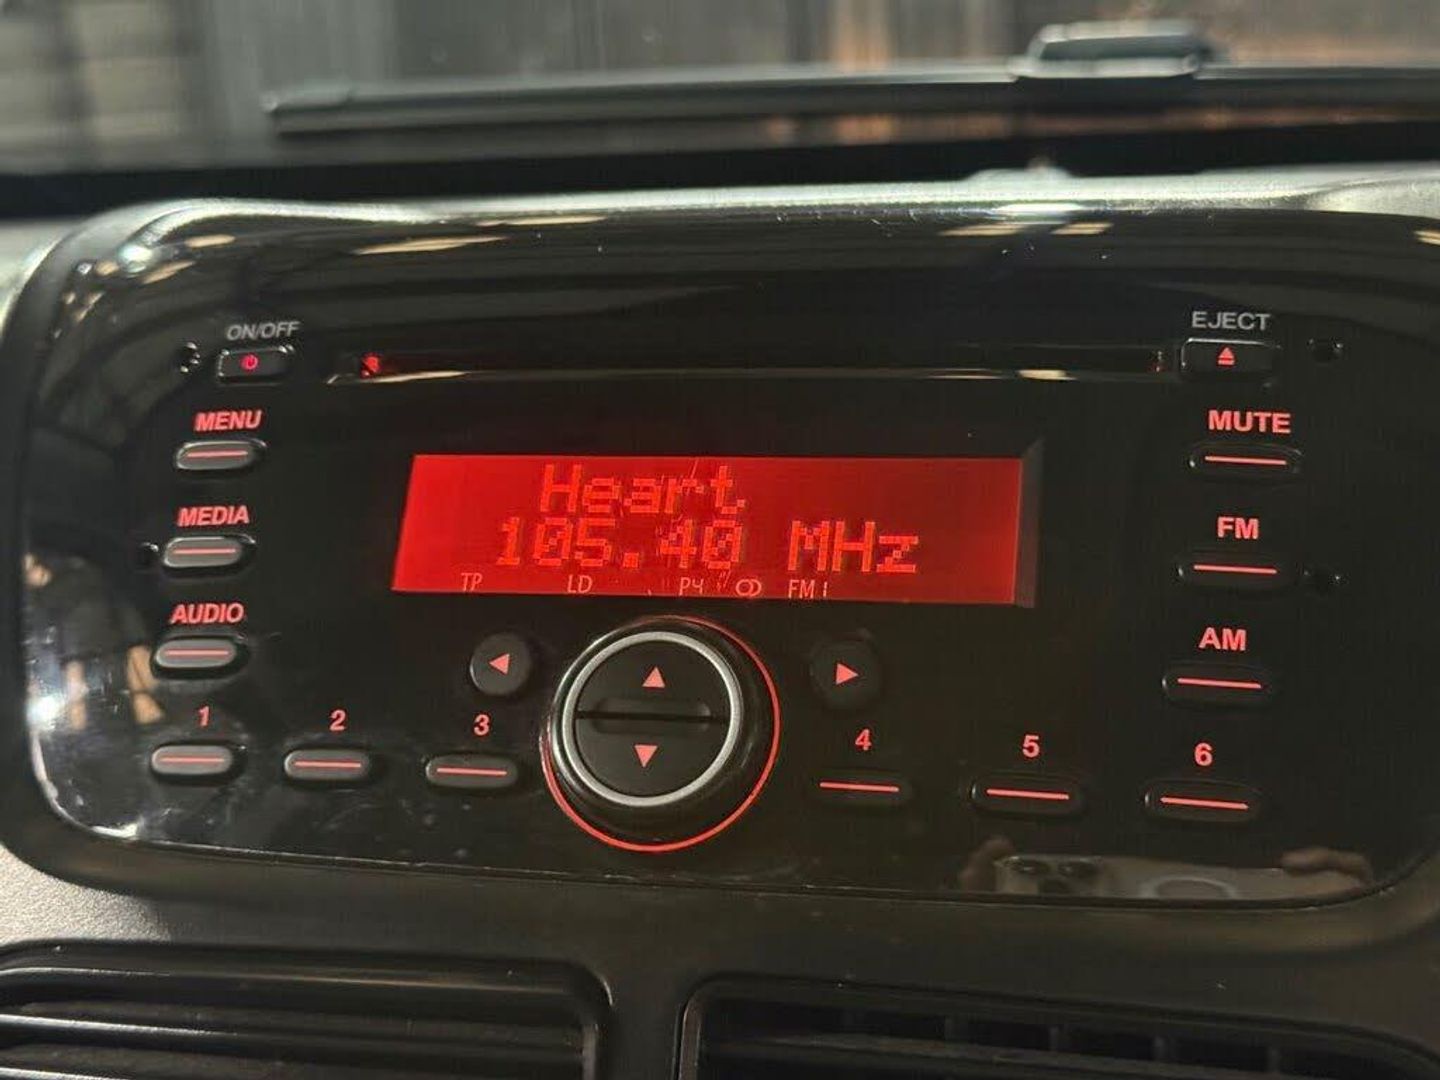 ON/OFF
EJECT
MENU
MUTE
MEDIA
FM
AUDIO
AM
Heart
105.40 MHz
TP LD P4 FM1
1 2 3 4 5 6